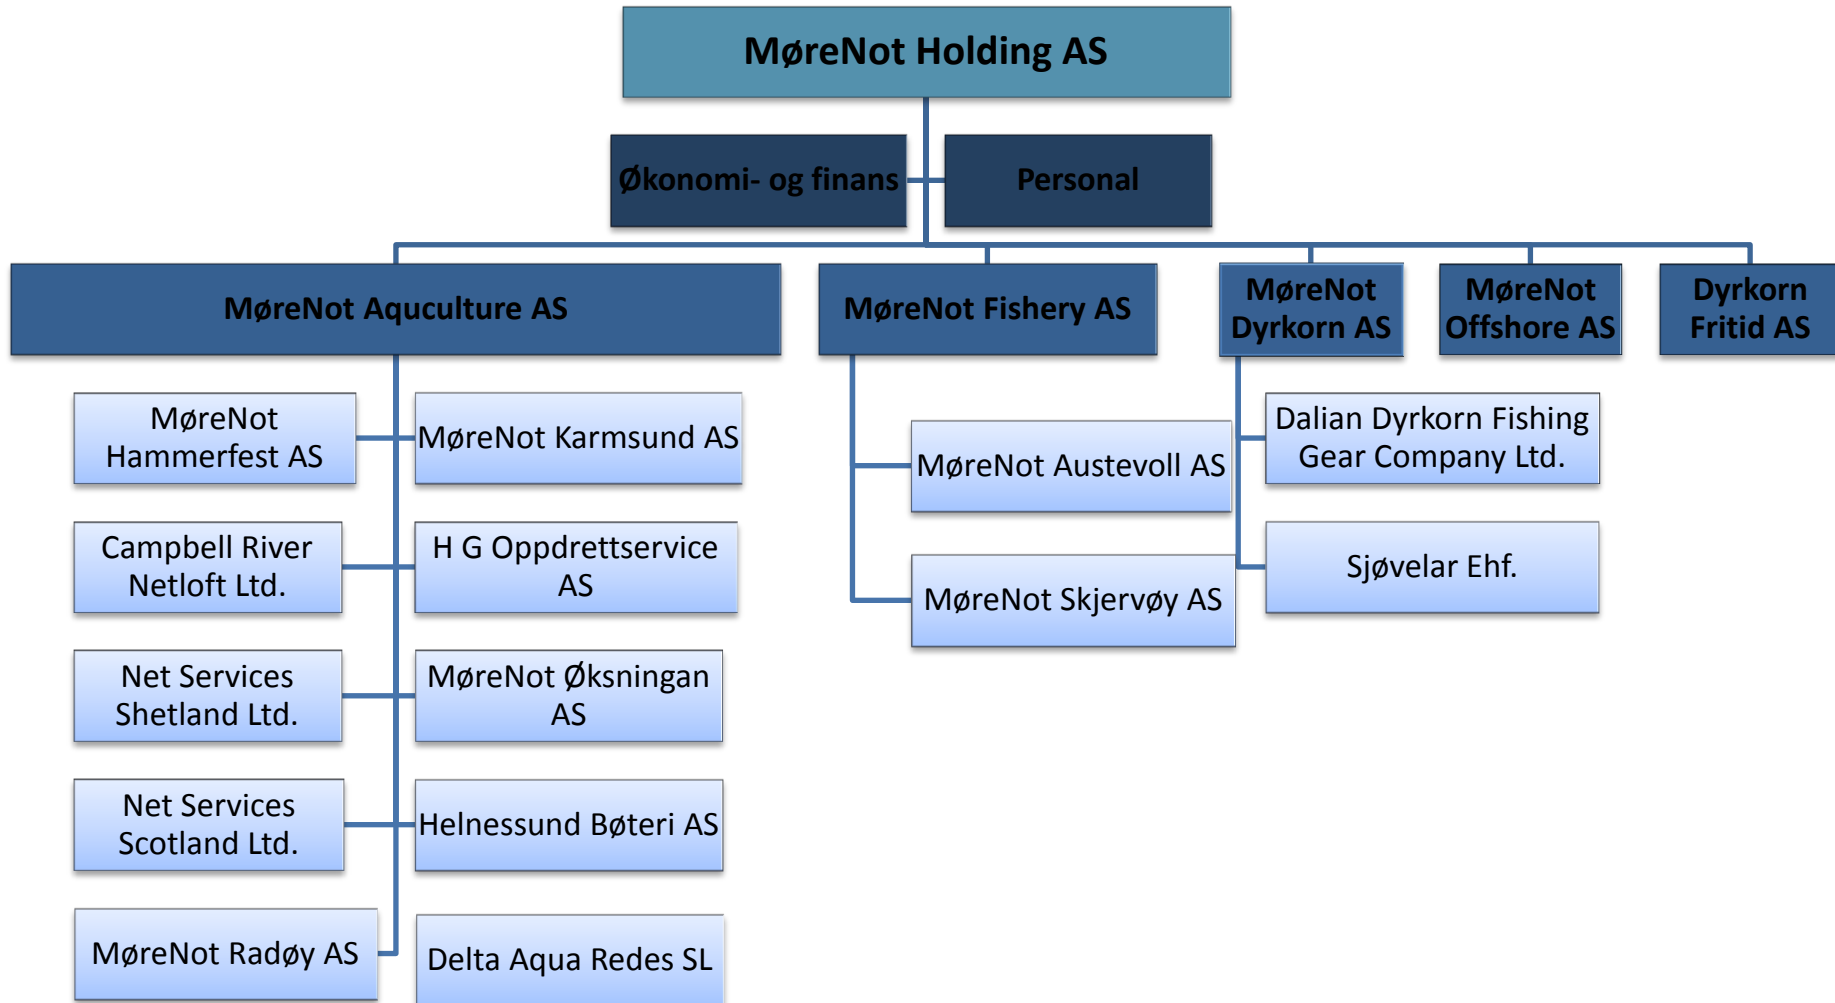 MøreNot Holding AS
Økonomi- og finans
Personal
MøreNot Aquculture AS
MøreNot Fishery AS
MøreNot
Dyrkorn AS
MøreNot
Offshore AS
Dyrkorn
Fritid AS
MøreNot
Hammerfest AS
MøreNot Karmsund AS
Campbell River
Netloft Ltd.
H G Oppdrettservice
AS
Net Services
Shetland Ltd.
MøreNot Øksningan
AS
Net Services
Scotland Ltd.
Helnessund Bøteri AS
MøreNot Radøy AS
Delta Aqua Redes SL
MøreNot Austevoll AS
MøreNot Skjervøy AS
Dalian Dyrkorn Fishing
Gear Company Ltd.
Sjøvelar Ehf.